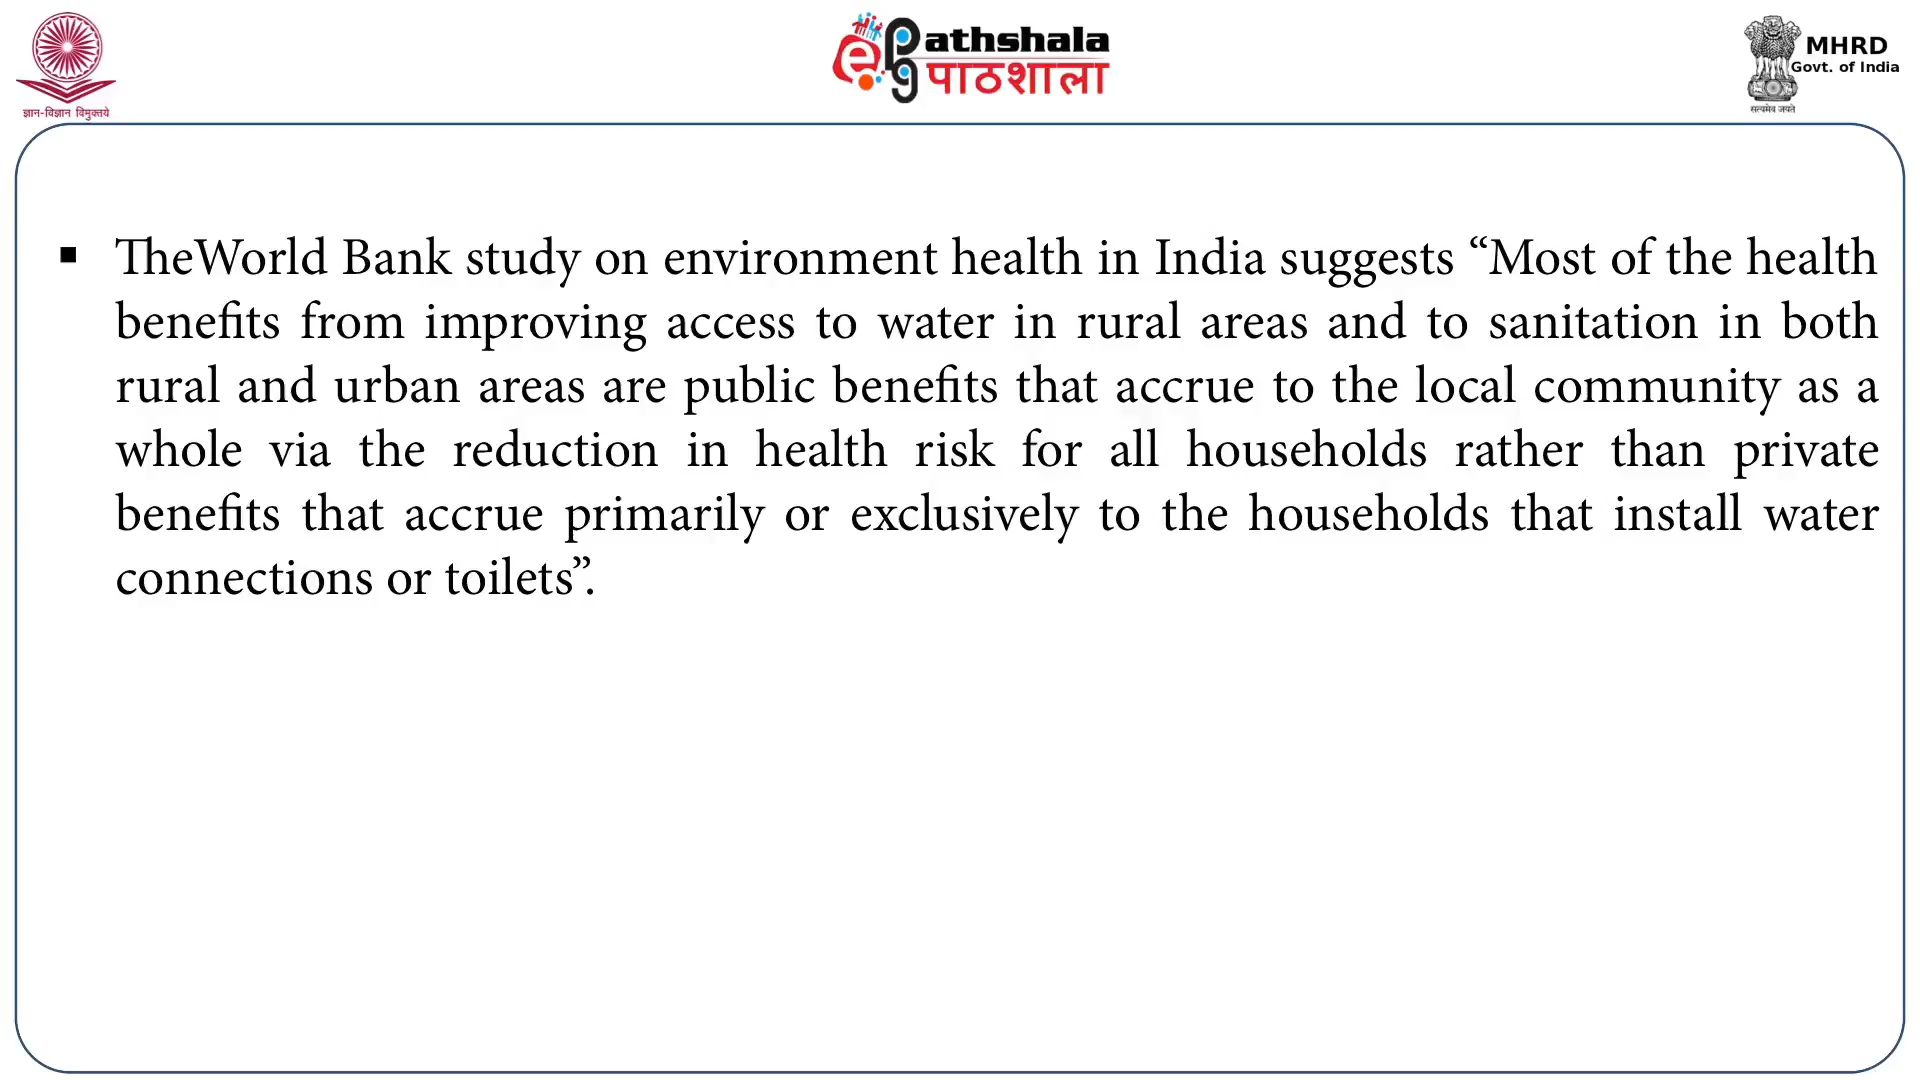 ज्ञान-विज्ञान विमुक्तये
e Pg athshala
पाठशाला
MHRD
Govt. of India
सत्यमेव जयते
▪ TheWorld Bank study on environment health in India suggests “Most of the health
benefits from improving access to water in rural areas and to sanitation in both
rural and urban areas are public benefits that accrue to the local community as a
whole via the reduction in health risk for all households rather than private
benefits that accrue primarily or exclusively to the households that install water
connections or toilets”.